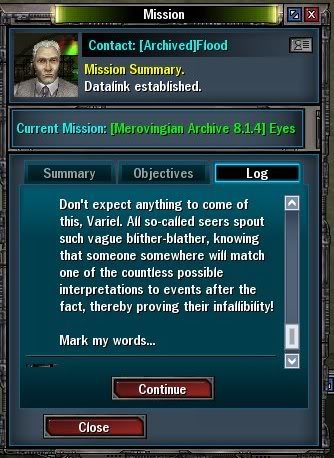 Mission
Contact: [Archived]Flood
Mission Summary.
Datalink established.
Current Mission: [Merovingian Archive 8.1.4] Eyes
Summary
Objectives
Log
Don't expect anything to come of
this, Variel. All so-called seers spout
such vague blither-blather, knowing
that someone somewhere will match
one of the countless possible
interpretations to events after the
fact, thereby proving their infallibility!
Mark my words...
Continue
Close